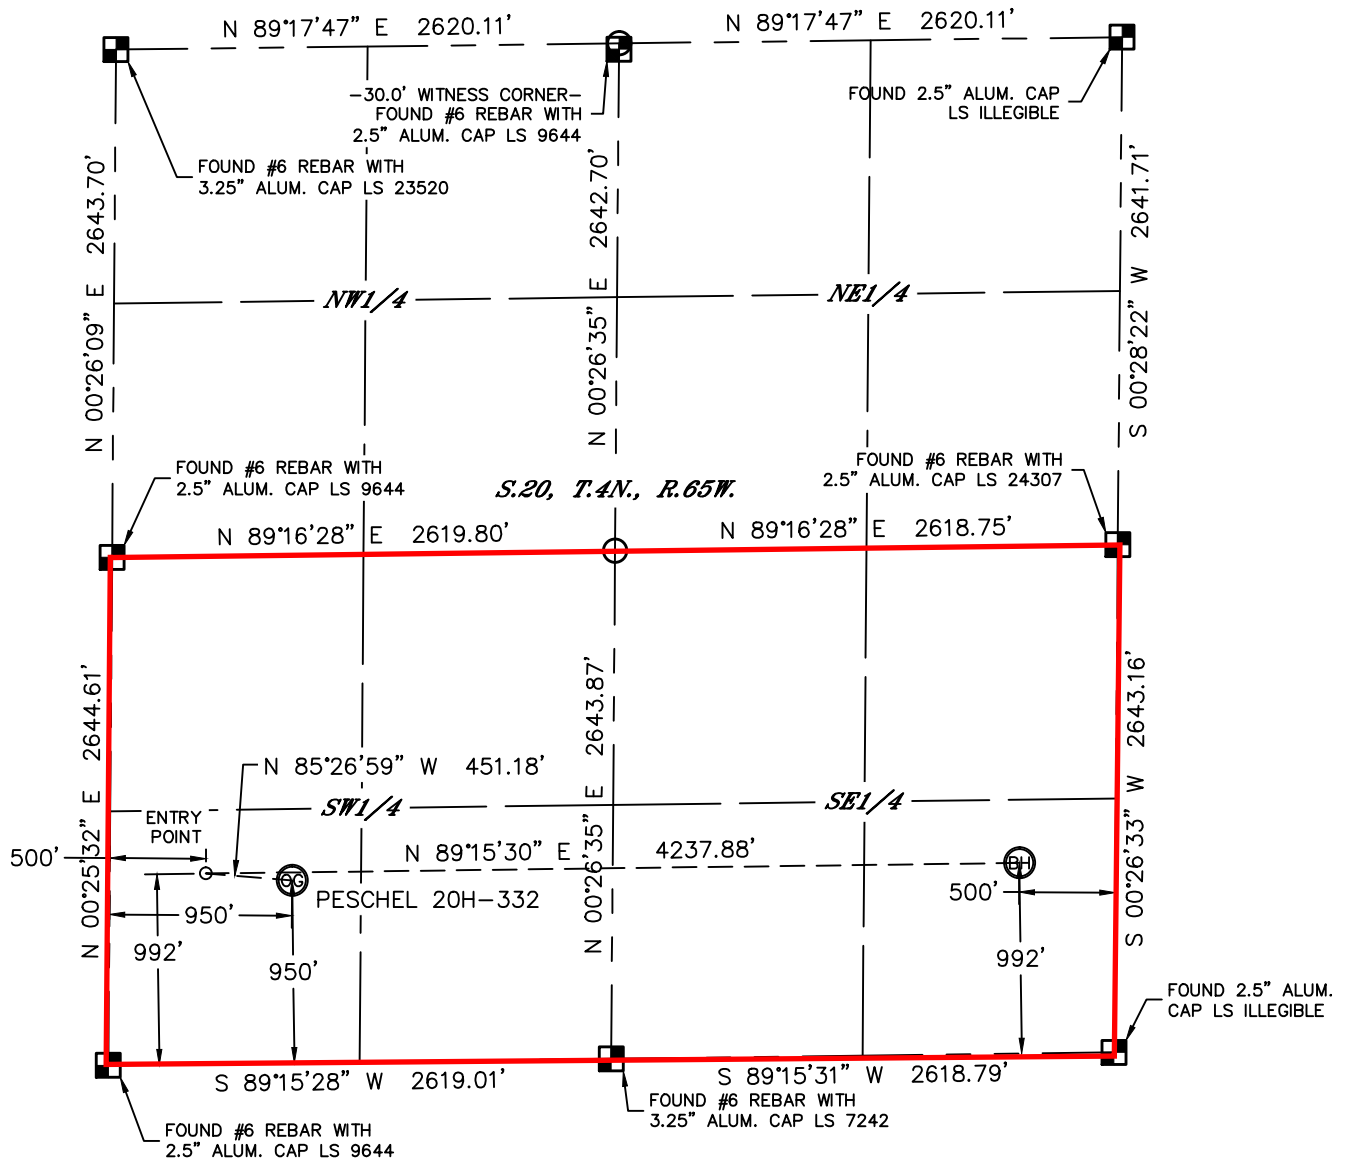 N 89°17'47" E 2620.11'
N 89°17'47" E 2620.11'
-30.0' WITNESS CORNER-
FOUND #6 REBAR WITH
2.5" ALUM. CAP LS 9644
FOUND 2.5" ALUM. CAP
LS ILLEGIBLE
FOUND #6 REBAR WITH
3.25" ALUM. CAP LS 23520
N 00°26'09" E 2643.70'
N 00°26'35" E 2642.70'
S 00°28'22" W 2641.71'
NW1/4
NE1/4
FOUND #6 REBAR WITH
2.5" ALUM. CAP LS 9644
S.20, T.4N., R.65W.
FOUND #6 REBAR WITH
2.5" ALUM. CAP LS 24307
N 89°16'28" E 2619.80'
N 89°16'28" E 2618.75'
N 00°25'32" E 2644.61'
N 00°26'35" E 2643.87'
S 00°26'33" W 2643.16'
N 85°26'59" W 451.18'
SW1/4
SE1/4
ENTRY
POINT
500'
N 89°15'30" E 4237.88'
OG
BH
PESCHEL 20H-332
500'
950'
992'
950'
992'
FOUND 2.5" ALUM.
CAP LS ILLEGIBLE
S 89°15'28" W 2619.01'
S 89°15'31" W 2618.79'
FOUND #6 REBAR WITH
3.25" ALUM. CAP LS 7242
FOUND #6 REBAR WITH
2.5" ALUM. CAP LS 9644